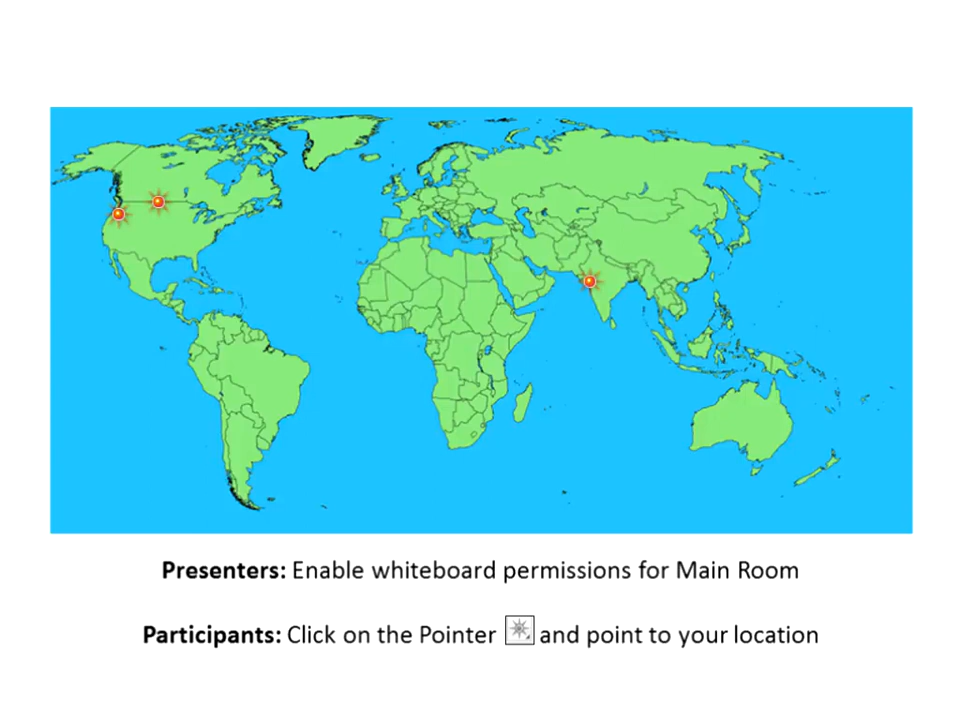 Presenters: Enable whiteboard permissions for Main Room
Participants: Click on the Pointer and point to your location